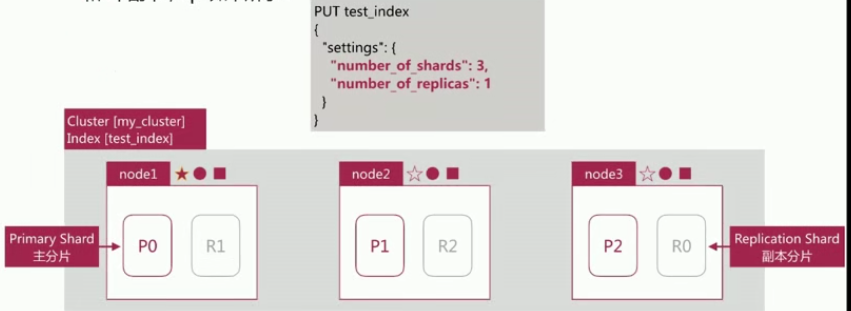 PUT test_index
{
"settings": {
"number_of_shards": 3,
"number_of_replicas": 1
}
}
Cluster [my_cluster]
Index [test_index]
node1
node2
node3
Primary Shard
主分片
P0
R1
P1
R2
P2
R0
Replication Shard
副本分片